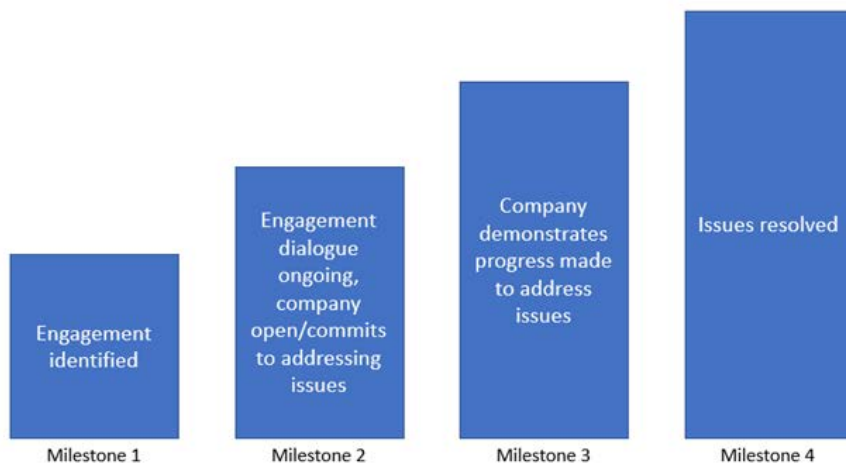 Engagement
identified
Engagement
dialogue
ongoing,
company
open/commits
to addressing
issues
Company
demonstrates
progress made
to address
issues
Issues resolved
Milestone 1
Milestone 2
Milestone 3
Milestone 4